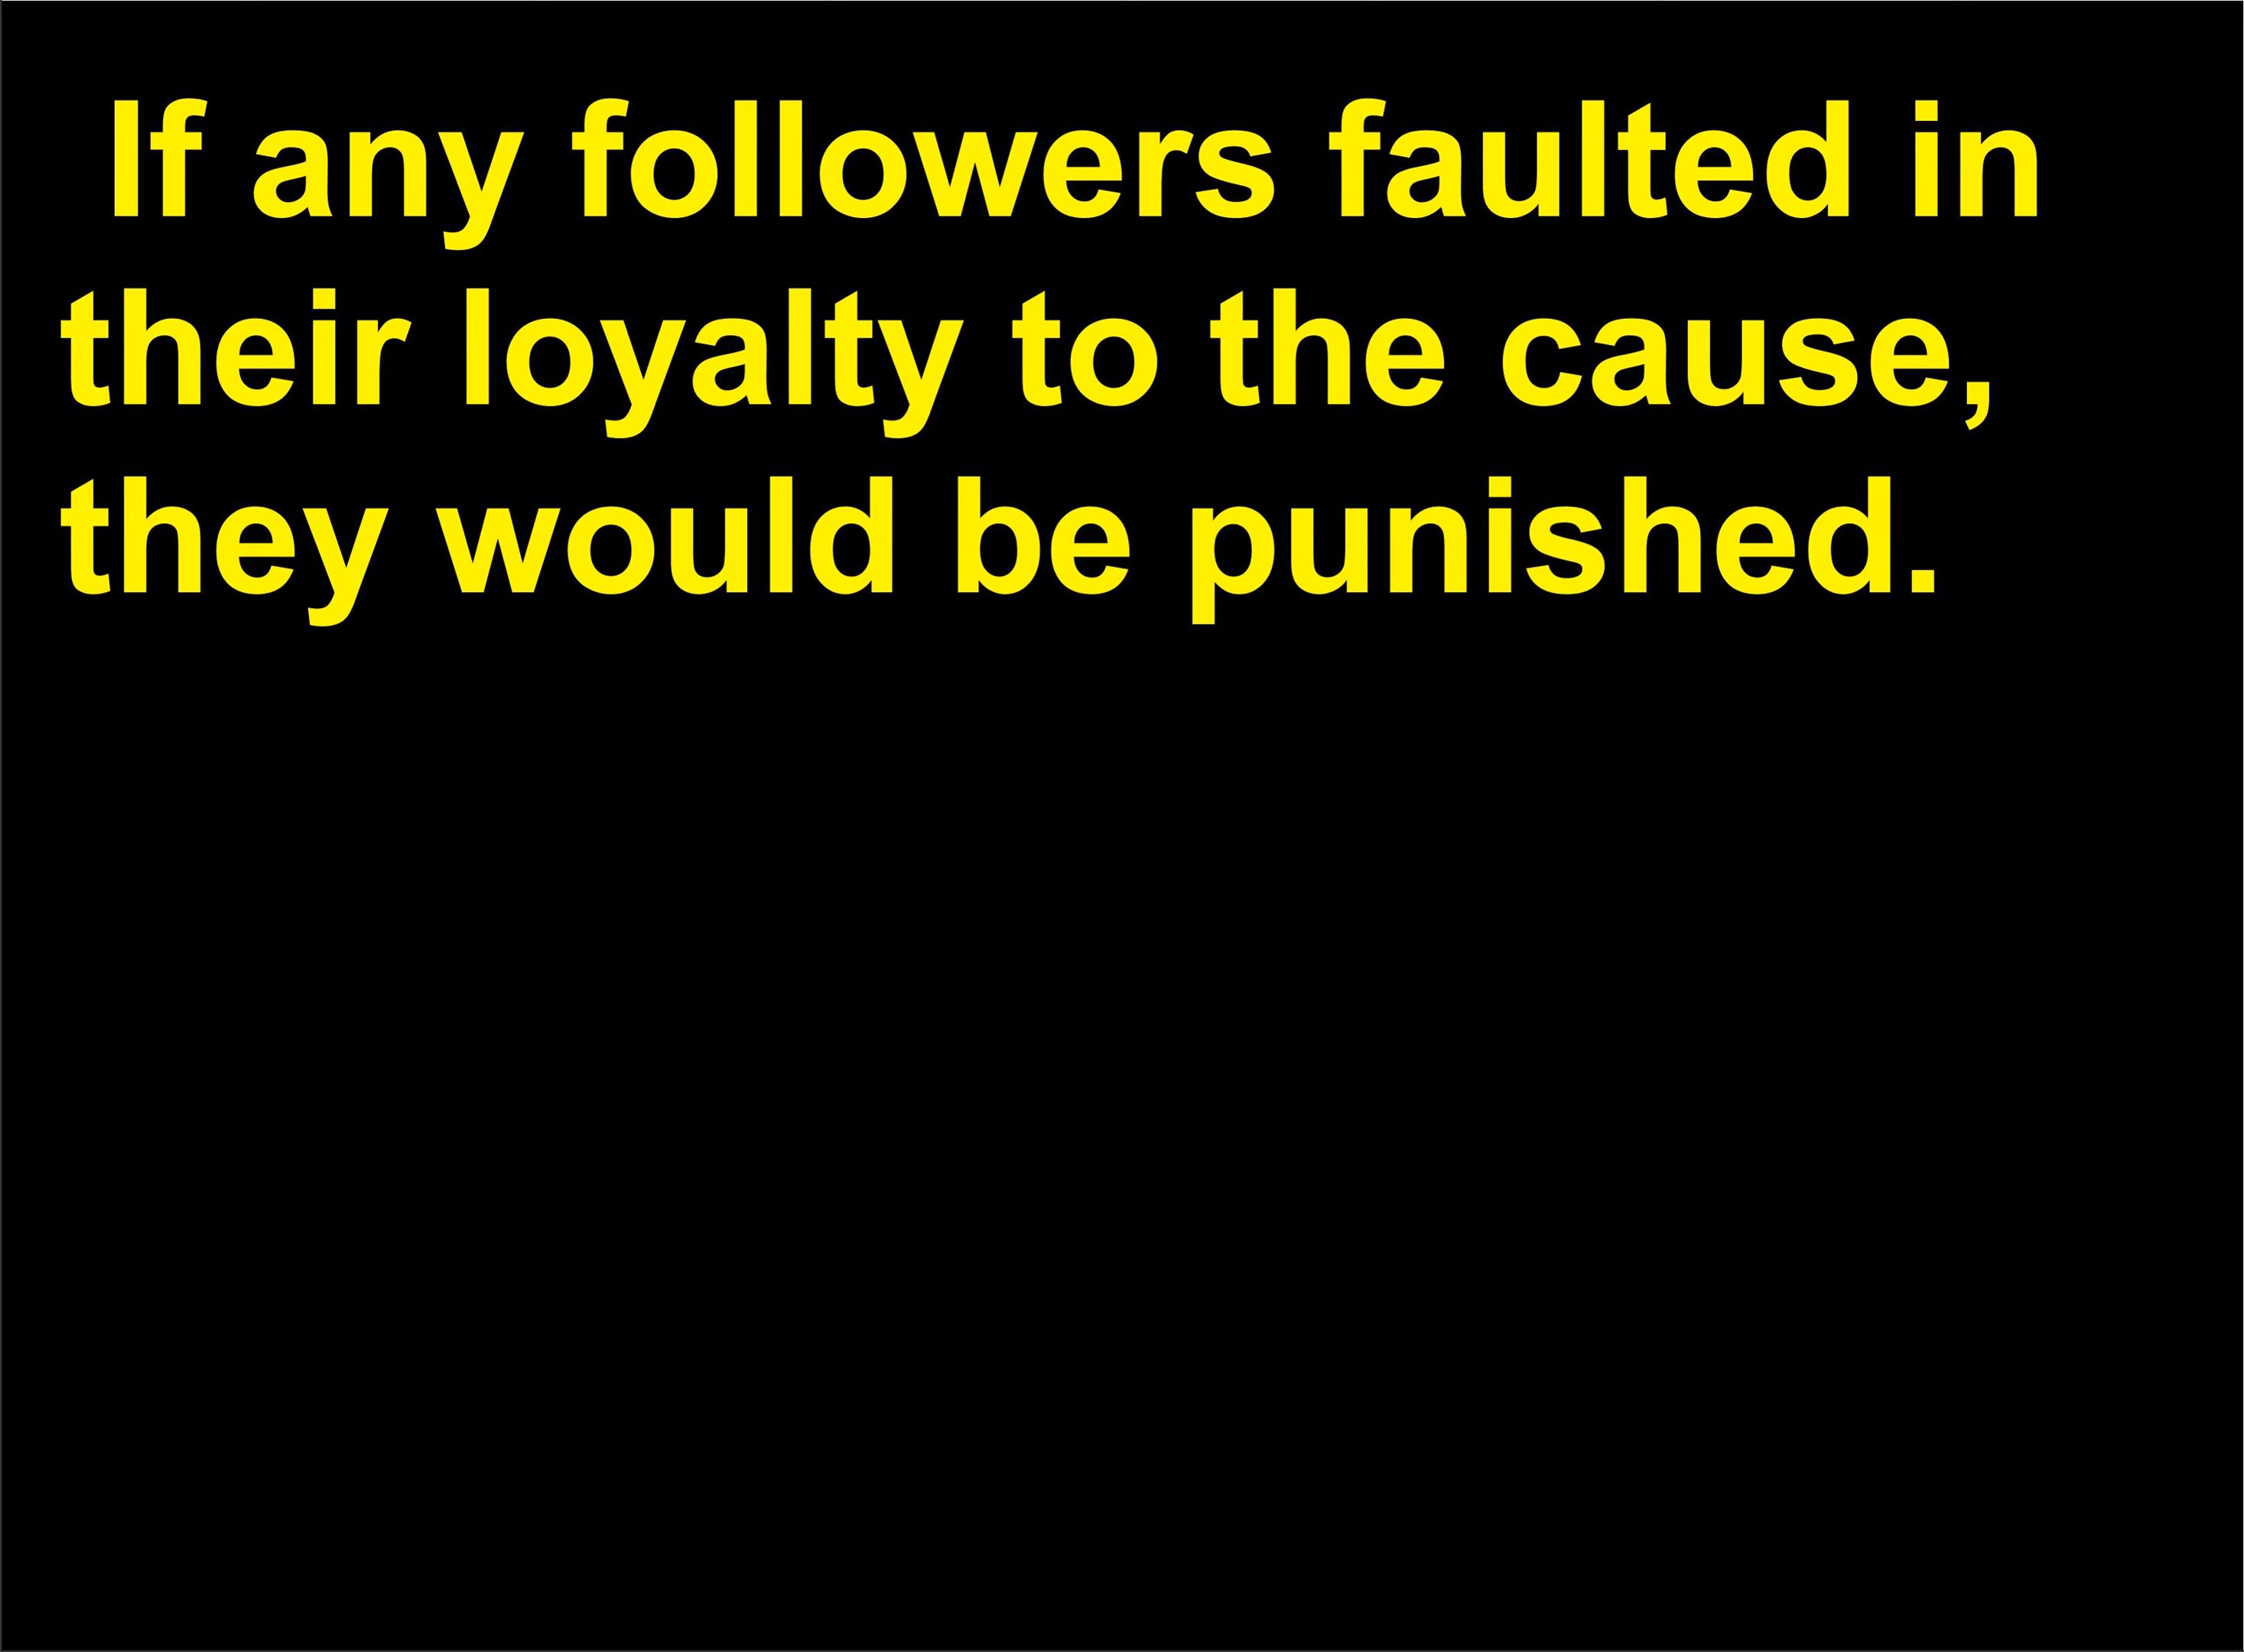 If any followers faulted in
their loyalty to the cause,
they would be punished.